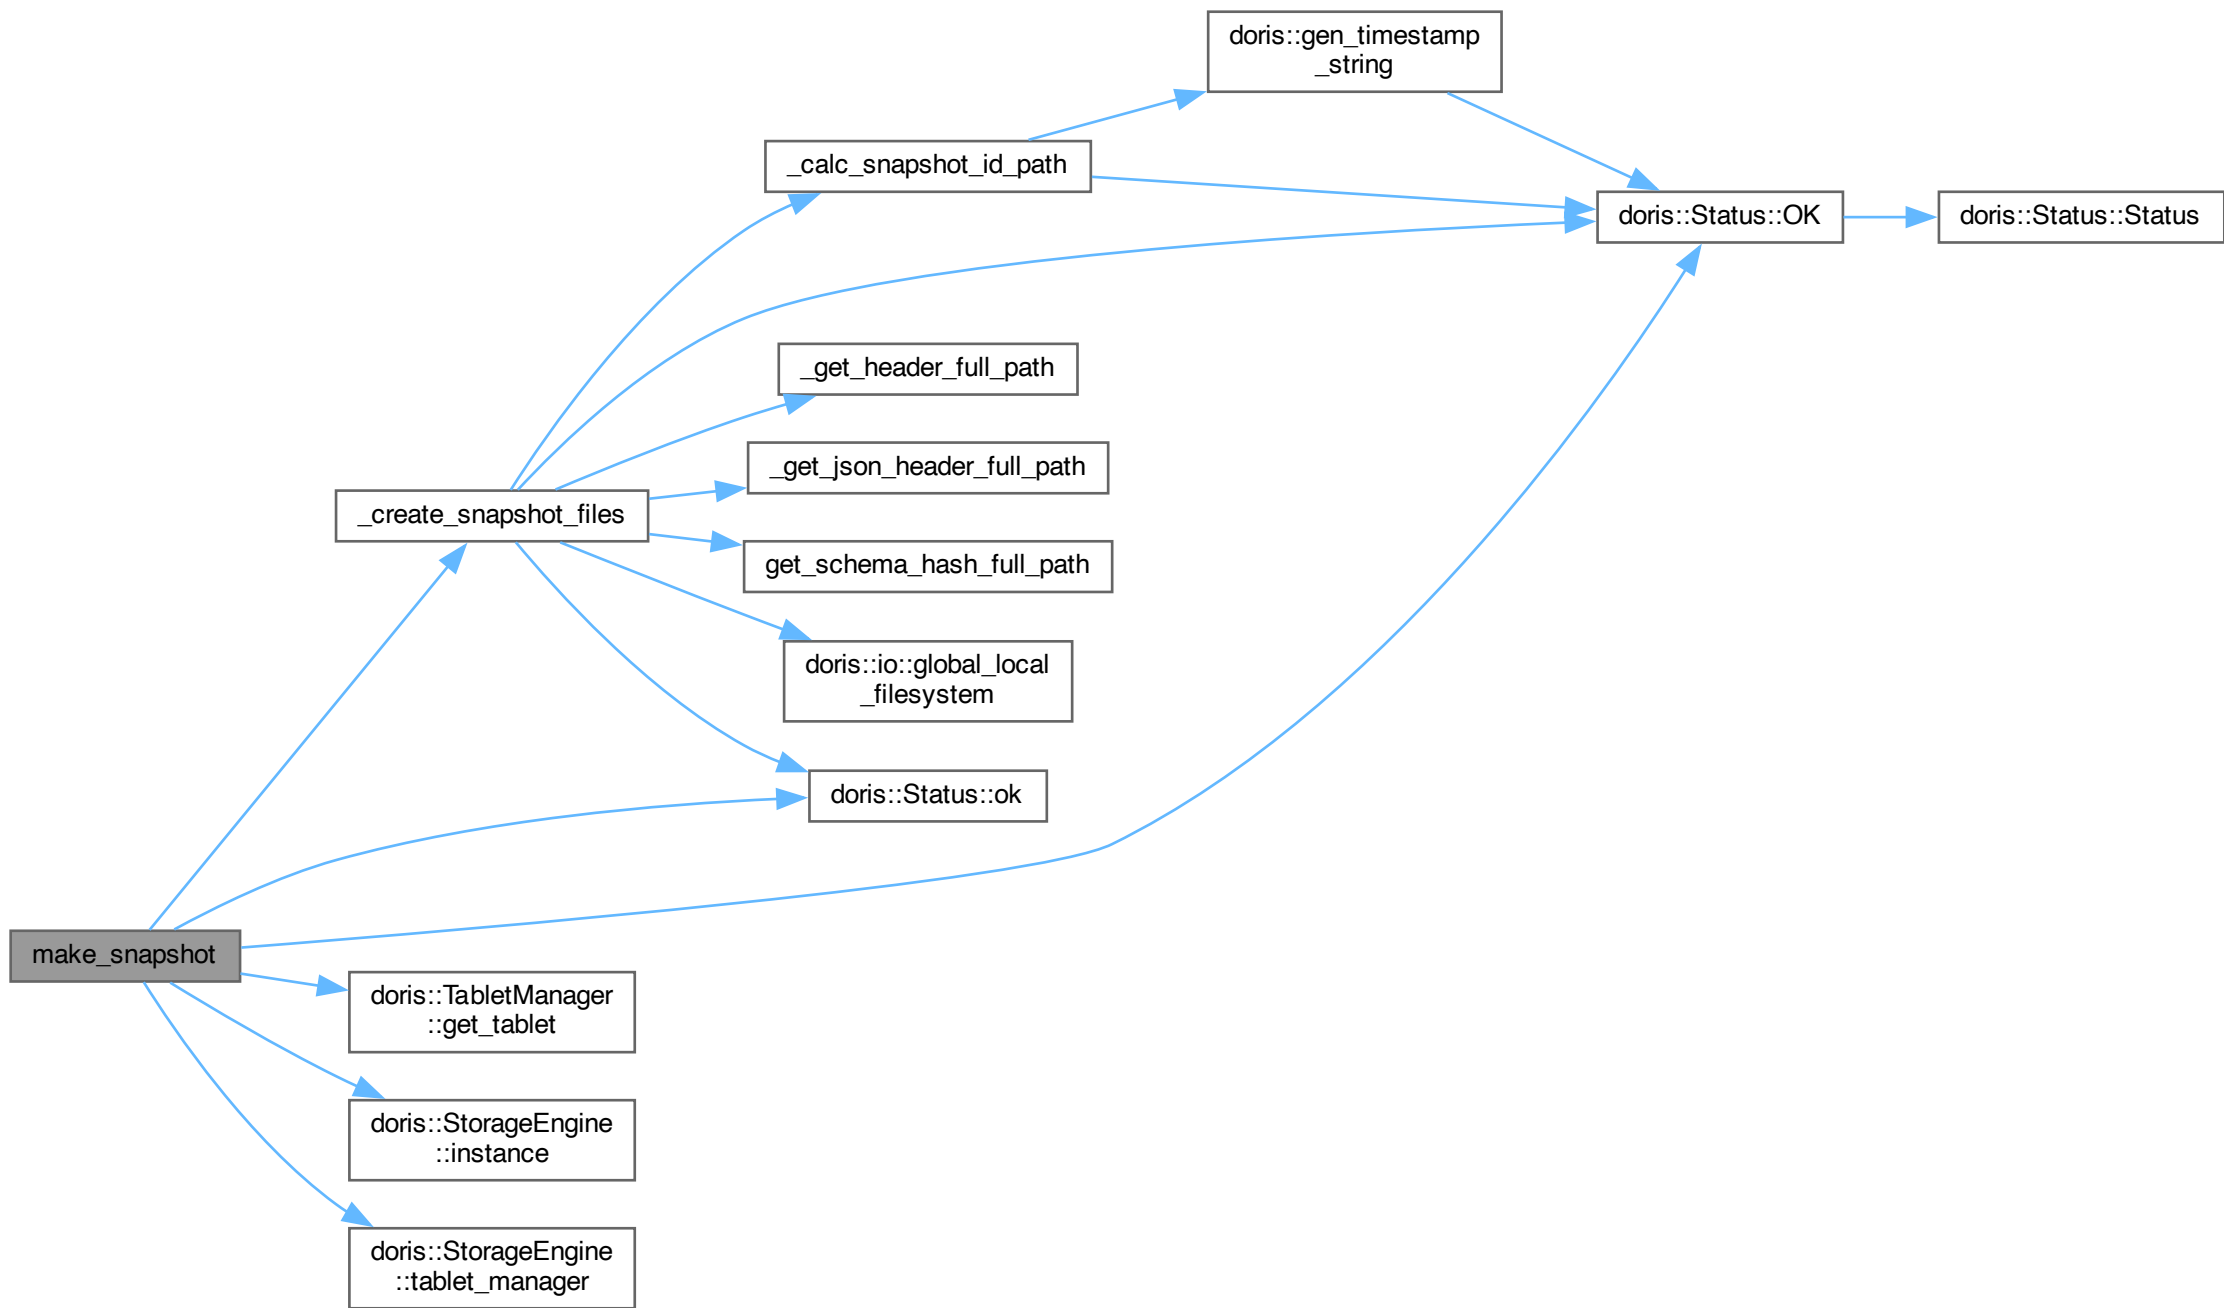 doris::gen_timestamp
_string
_calc_snapshot_id_path
doris::Status::OK
doris::Status::Status
_get_header_full_path
_get_json_header_full_path
_create_snapshot_files
get_schema_hash_full_path
doris::io::global_local
_filesystem
doris::Status::ok
make_snapshot
doris::TabletManager
::get_tablet
doris::StorageEngine
::instance
doris::StorageEngine
::tablet_manager